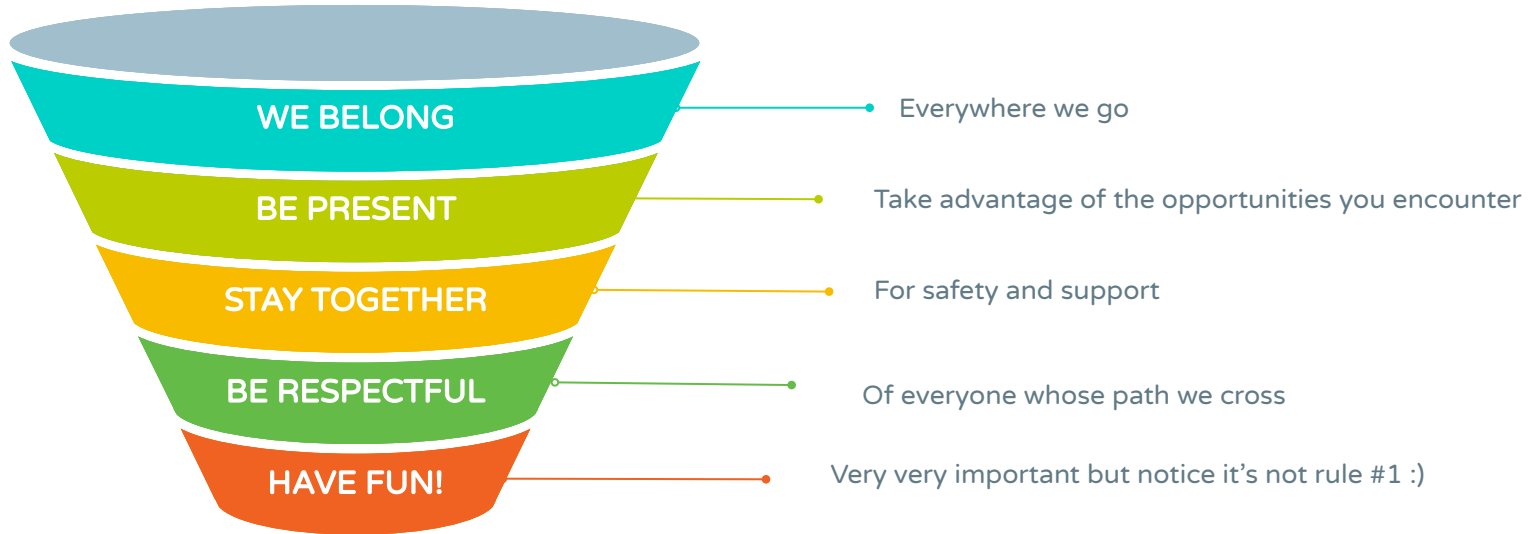 WE BELONG
Everywhere we go
BE PRESENT
Take advantage of the opportunities you encounter
STAY TOGETHER
For safety and support
BE RESPECTFUL
Of everyone whose path we cross
HAVE FUN!
Very very important but notice it’s not rule #1 :)